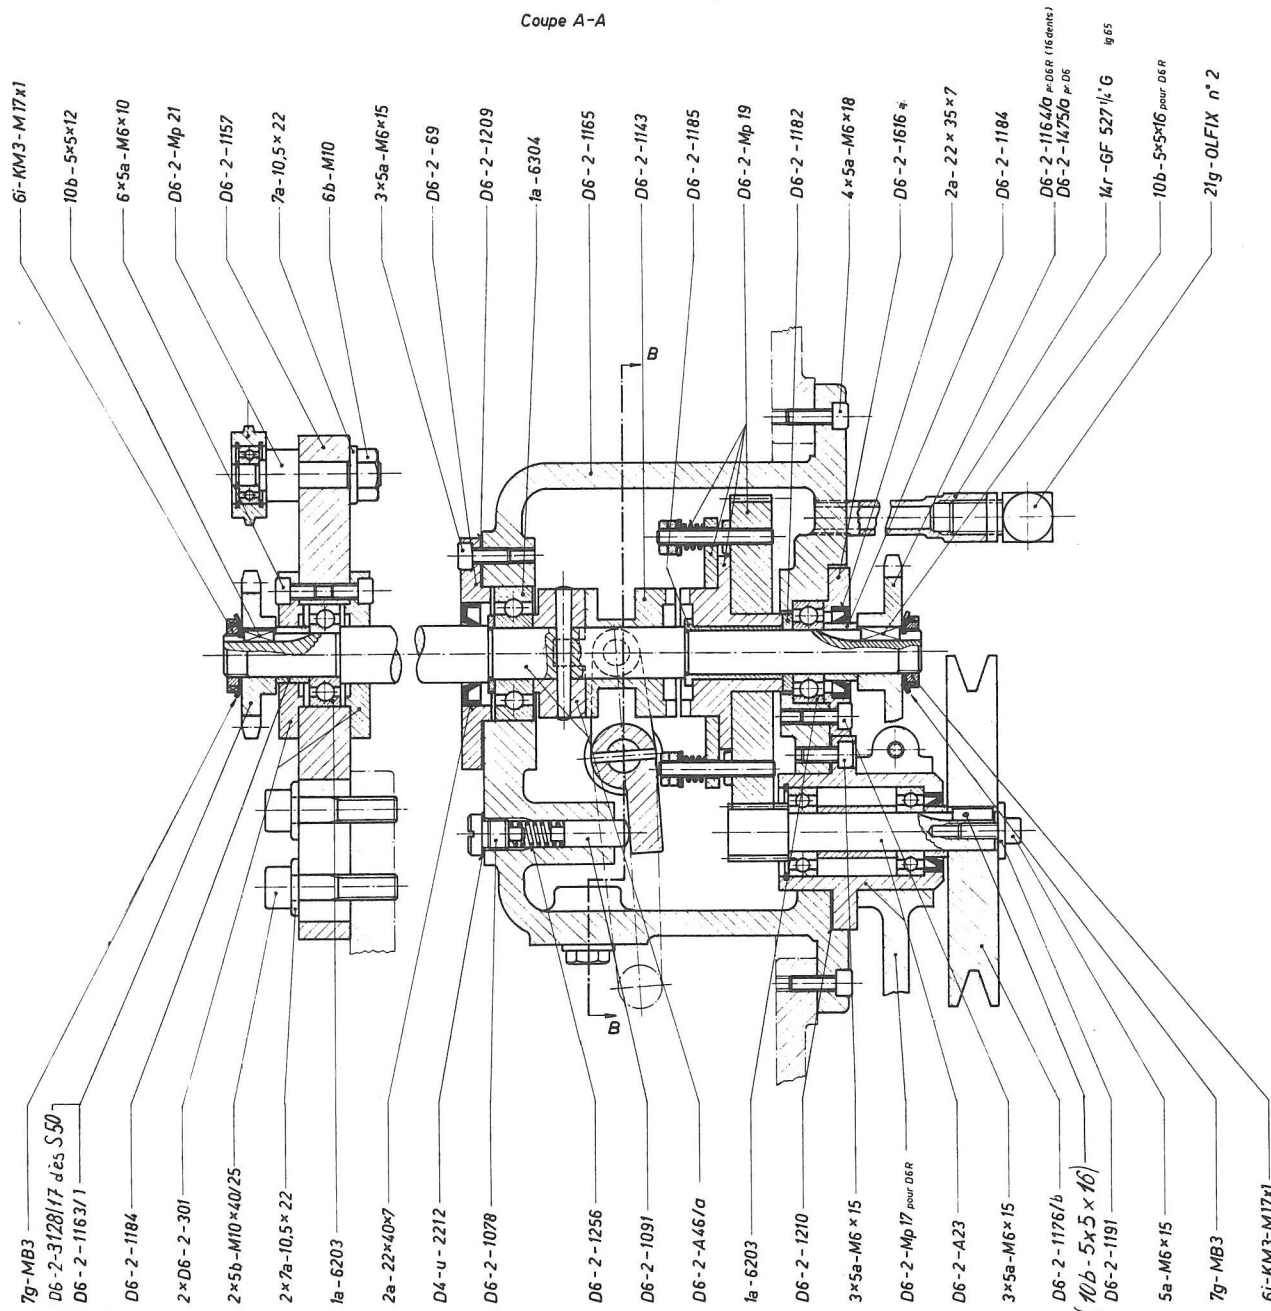 Coupe A-A
6i-KM3-M17x1
10b-5x5x12
6x5a-M6x10
D6-2-Mp 21
D6-2-1157
7a-10,5x22
6b-M10
3x5a-M6x15
D6-2-69
D6-2-1209
1a-6304
D6-2-1165
D6-2-1143
D6-2-1185
D6-2-Mp 19
D6-2-1182
4x5a-M6x18
D6-2-1616
2a-22x35x7
D6-2-1184
D6-2-1164/a pr. D6R (16 dents)
D6-2-1475/a pr. D6
14r-GF 527 1/4" G lg 65
10b-5x5x16 pour D6R
21g-OLFIX n° 2
B
B
7g-MB3
D6-2-3128/17 dès S50
D6-2-1163/1
D6-2-1184
2xD6-2-301
2x5b-M10x40/25
2x7a-10,5x22
1a-6203
2a-22x40x7
D4-u-2212
D6-2-1078
D6-2-1256
D6-2-1091
D6-2-A46/a
1a-6203
D6-2-1210
3x5a-M6x15
D6-2-Mp 17 pour D6R
D6-2-A23
3x5a-M6x15
D6-2-1176/b
(10b-5x5x16)
D6-2-1191
5a-M6x15
7g-MB3
6i-KM3-M17x1